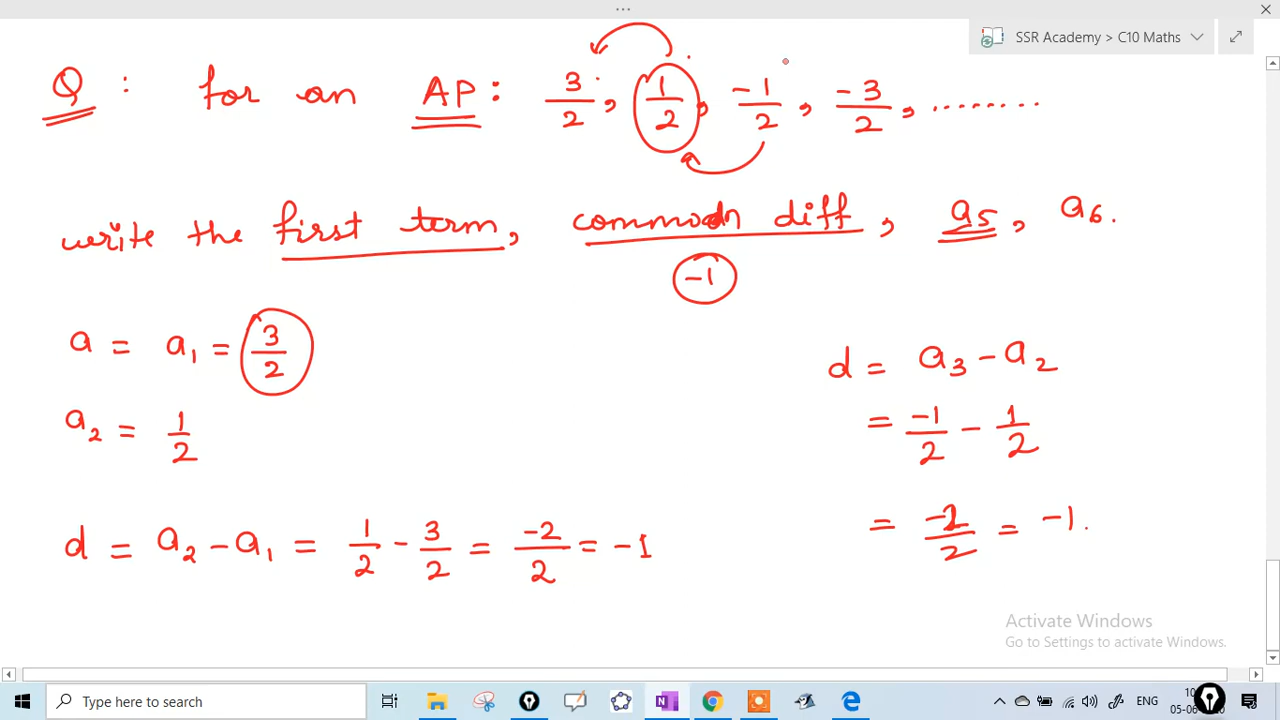 SSR Academy > C10 Maths
Q : for an AP : 3/2, 1/2, -1/2, -3/2, ........
write the first term, common diff, a5, a6.
-1
a = a1 = 3/2
a2 = 1/2
d = a2 - a1 = 1/2 - 3/2 = -2/2 = -1
d = a3 - a2
= -1/2 - 1/2
= -2/2 = -1.
Activate Windows
Go to Settings to activate Windows.
Type here to search
ENG